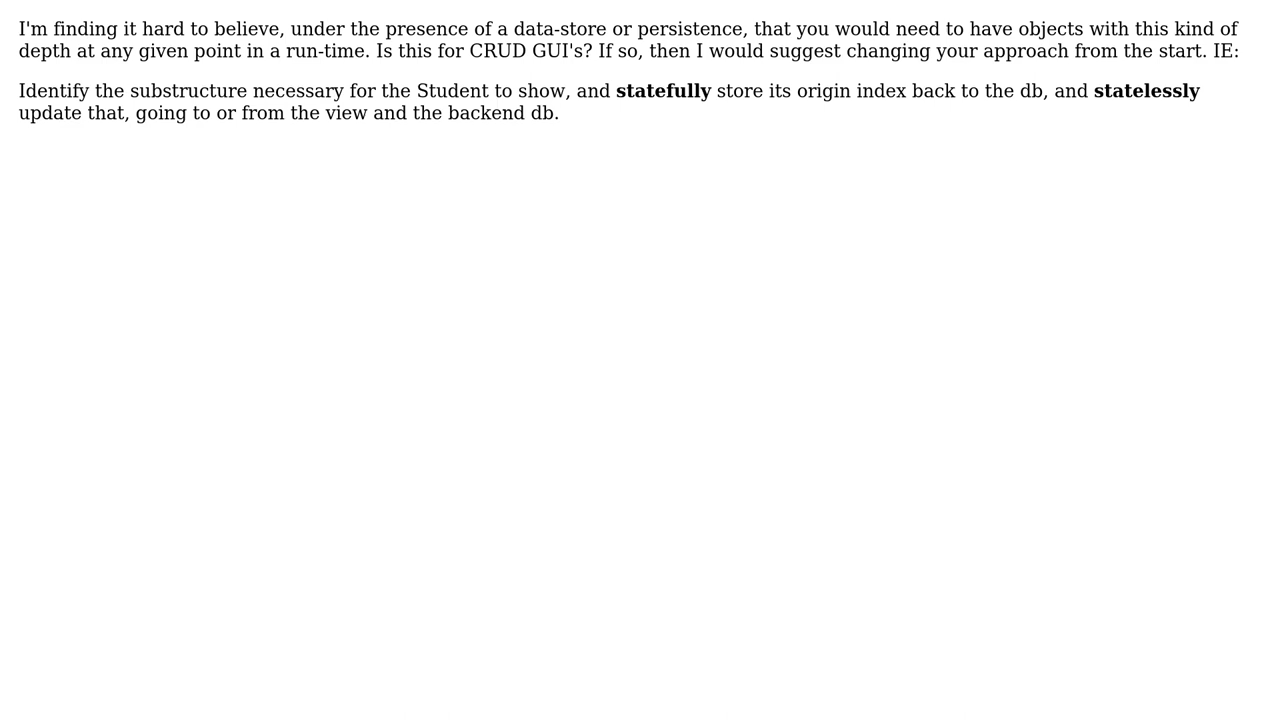 I'm finding it hard to believe, under the presence of a data-store or persistence, that you would need to have objects with this kind of
depth at any given point in a run-time. Is this for CRUD GUI's? If so, then I would suggest changing your approach from the start. IE:
Identify the substructure necessary for the Student to show, and statefully store its origin index back to the db, and statelessly
update that, going to or from the view and the backend db.